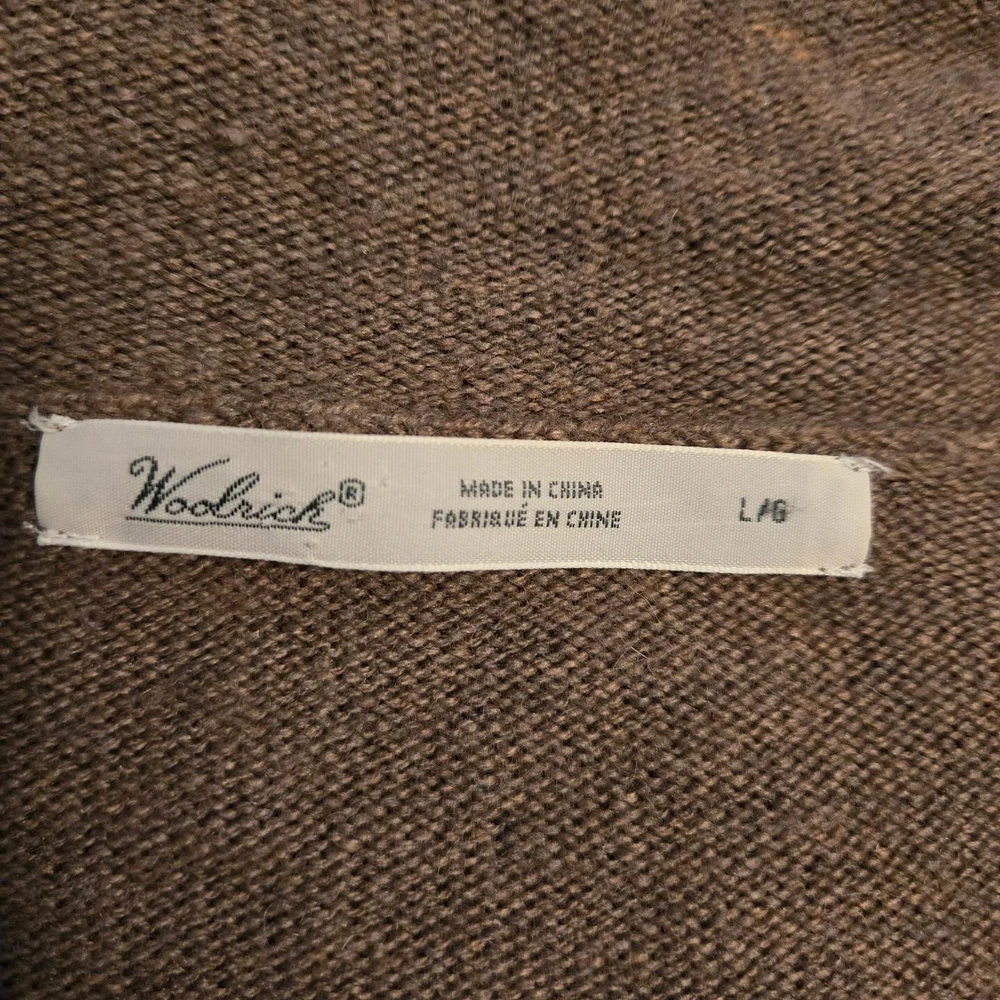 Woolrich®
MADE IN CHINA
FABRIQUÉ EN CHINE
L/G